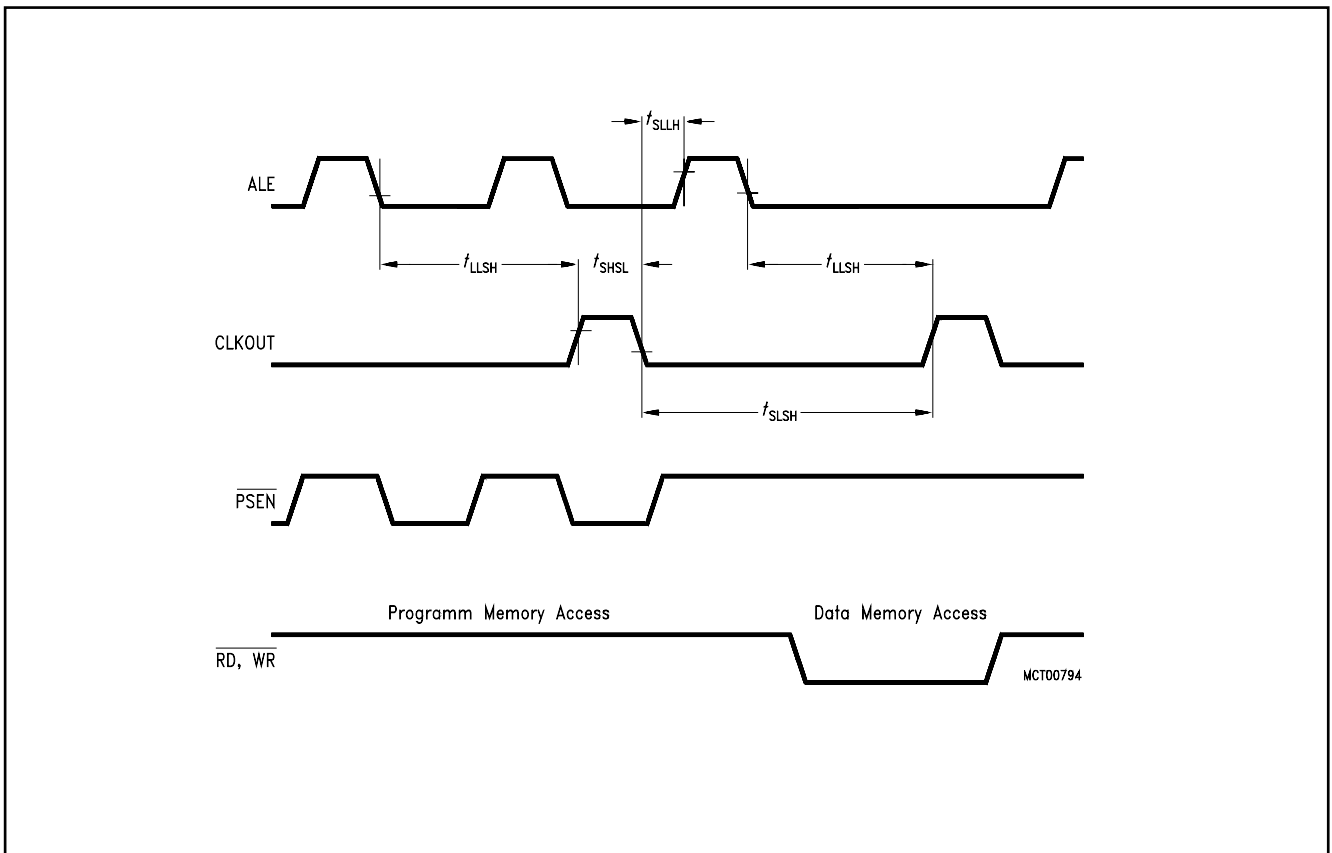 tSLLH
ALE
tLLSH
tSHSL
tLLSH
CLKOUT
tSLSH
PSEN
Programm Memory Access
Data Memory Access
RD, WR
MCT00794